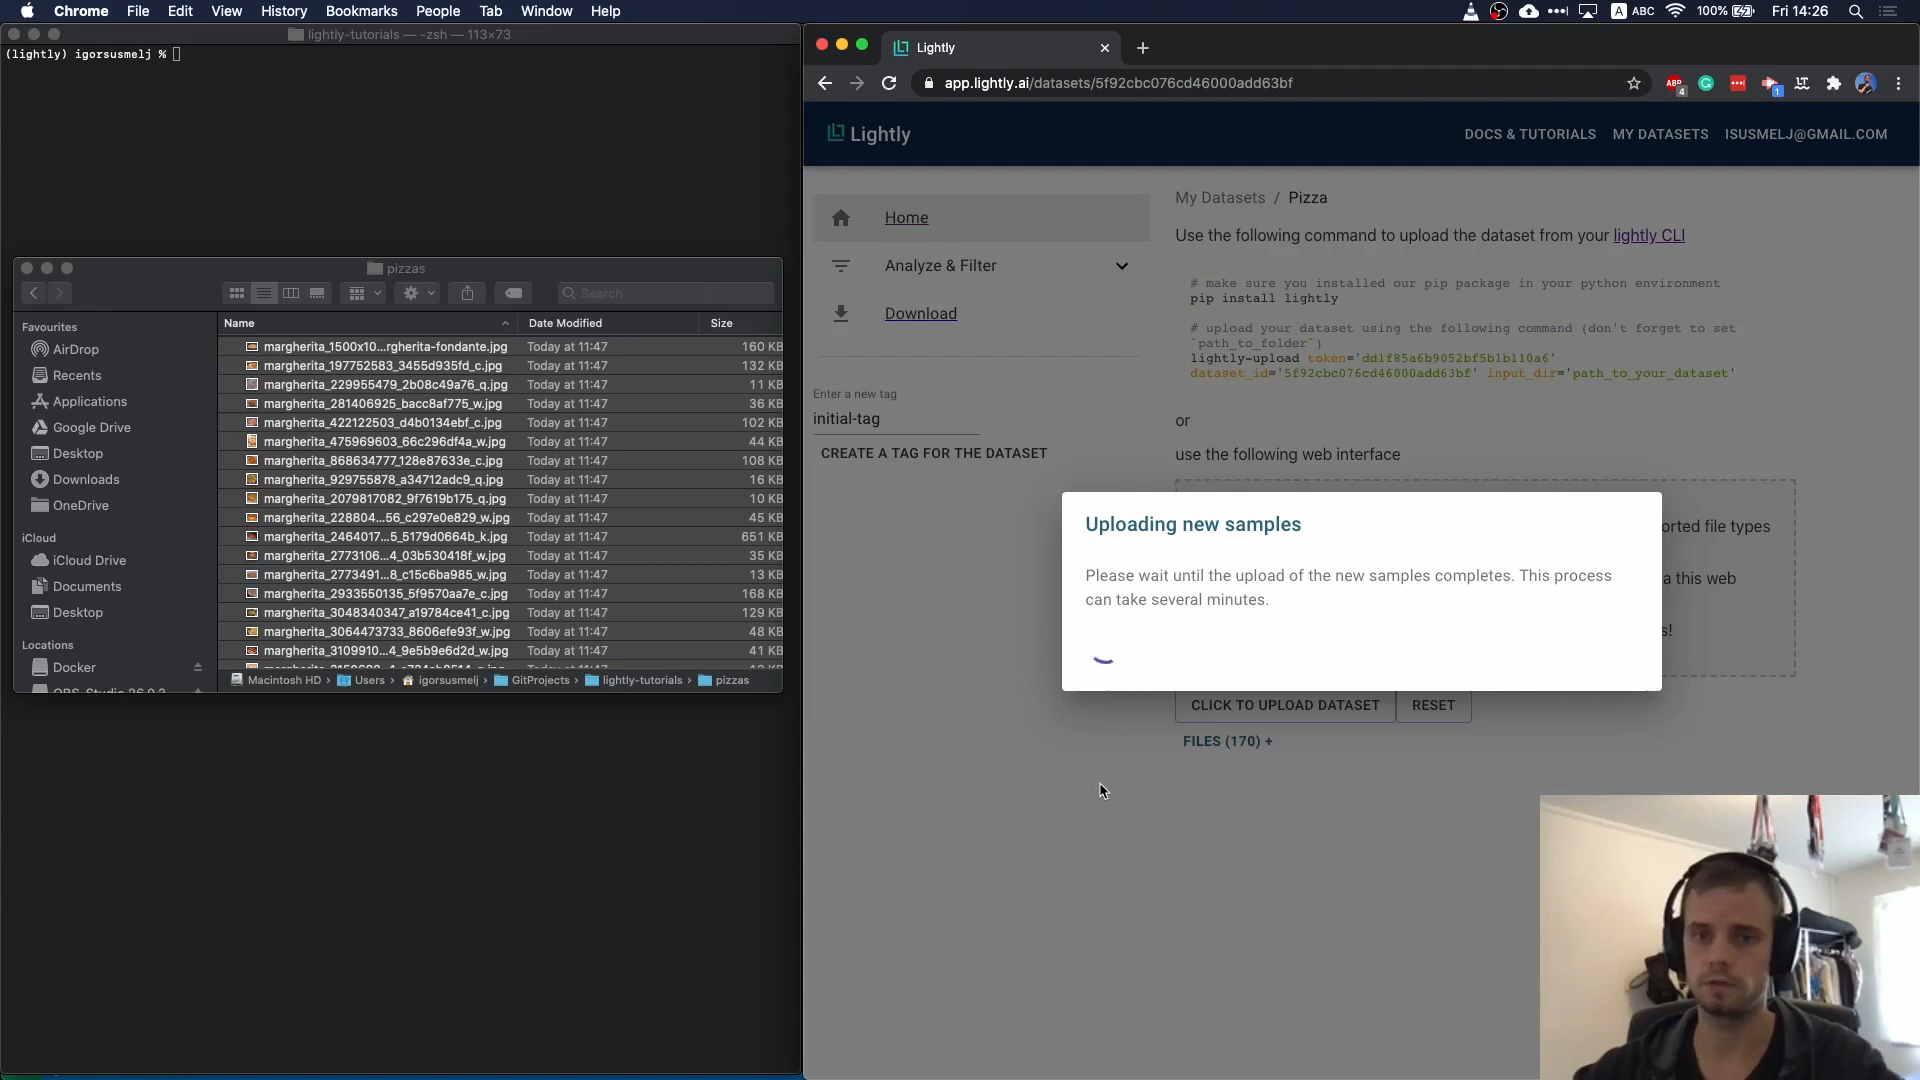 Chrome File Edit View History Bookmarks People Tab Window Help
A ABC 100% Fri 14:26
lightly-tutorials — -zsh — 113×73
(lightly) igorsusmelj %
pizzas
Search
Favourites
AirDrop
Recents
Applications
Google Drive
Desktop
Downloads
OneDrive
iCloud
iCloud Drive
Documents
Desktop
Locations
Docker
Name Date Modified Size
margherita_1500x10...rgherita-fondante.jpg Today at 11:47 160 KB
margherita_197752583_3455d935fd_c.jpg Today at 11:47 132 KB
margherita_229955479_2b08c49a76_q.jpg Today at 11:47 11 KB
margherita_281406925_bacc8af775_w.jpg Today at 11:47 36 KB
margherita_422122503_d4b0134ebf_c.jpg Today at 11:47 102 KB
margherita_475969603_66c296df4a_w.jpg Today at 11:47 44 KB
margherita_868634777_128e87633e_c.jpg Today at 11:47 108 KB
margherita_929755878_a34712adc9_q.jpg Today at 11:47 16 KB
margherita_2079817082_9f7619b175_q.jpg Today at 11:47 10 KB
margherita_228804...56_c297e0e829_w.jpg Today at 11:47 45 KB
margherita_2464017...5_5179d0664b_k.jpg Today at 11:47 651 KB
margherita_2773106...4_03b530418f_w.jpg Today at 11:47 35 KB
margherita_2773491...8_c15c6ba985_w.jpg Today at 11:47 13 KB
margherita_2933550135_5f9570aa7e_c.jpg Today at 11:47 168 KB
margherita_3048340347_a19784ce41_c.jpg Today at 11:47 129 KB
margherita_3064473733_8606efe93f_w.jpg Today at 11:47 48 KB
margherita_3109910...4_9e5b9e6d2d_w.jpg Today at 11:47 41 KB
Macintosh HD › Users › igorsusmelj › GitProjects › lightly-tutorials › pizzas
Lightly
app.lightly.ai/datasets/5f92cbc076cd46000add63bf
ABP 4
1
Lightly
DOCS & TUTORIALS MY DATASETS ISUSMELJ@GMAIL.COM
Home
Analyze & Filter
Download
Enter a new tag
initial-tag
CREATE A TAG FOR THE DATASET
My Datasets / Pizza
Use the following command to upload the dataset from your lightly CLI
# make sure you installed our pip package in your python environment
pip install lightly
# upload your dataset using the following command (don't forget to set
`path_to_folder`)
lightly-upload token='dd1f85a6b9052bf5b1b110a6'
dataset_id='5f92cbc076cd46000add63bf' input_dir='path_to_your_dataset'
or
use the following web interface
orted file types
a this web
s!
Uploading new samples
Please wait until the upload of the new samples completes. This process
can take several minutes.
CLICK TO UPLOAD DATASET
RESET
FILES (170) +